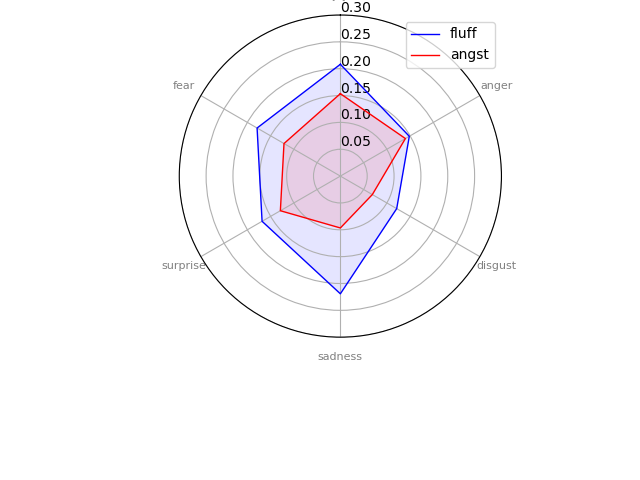 0.30
fluff
angst
0.25
0.20
0.15
0.10
0.05
fear
anger
surprise
disgust
sadness